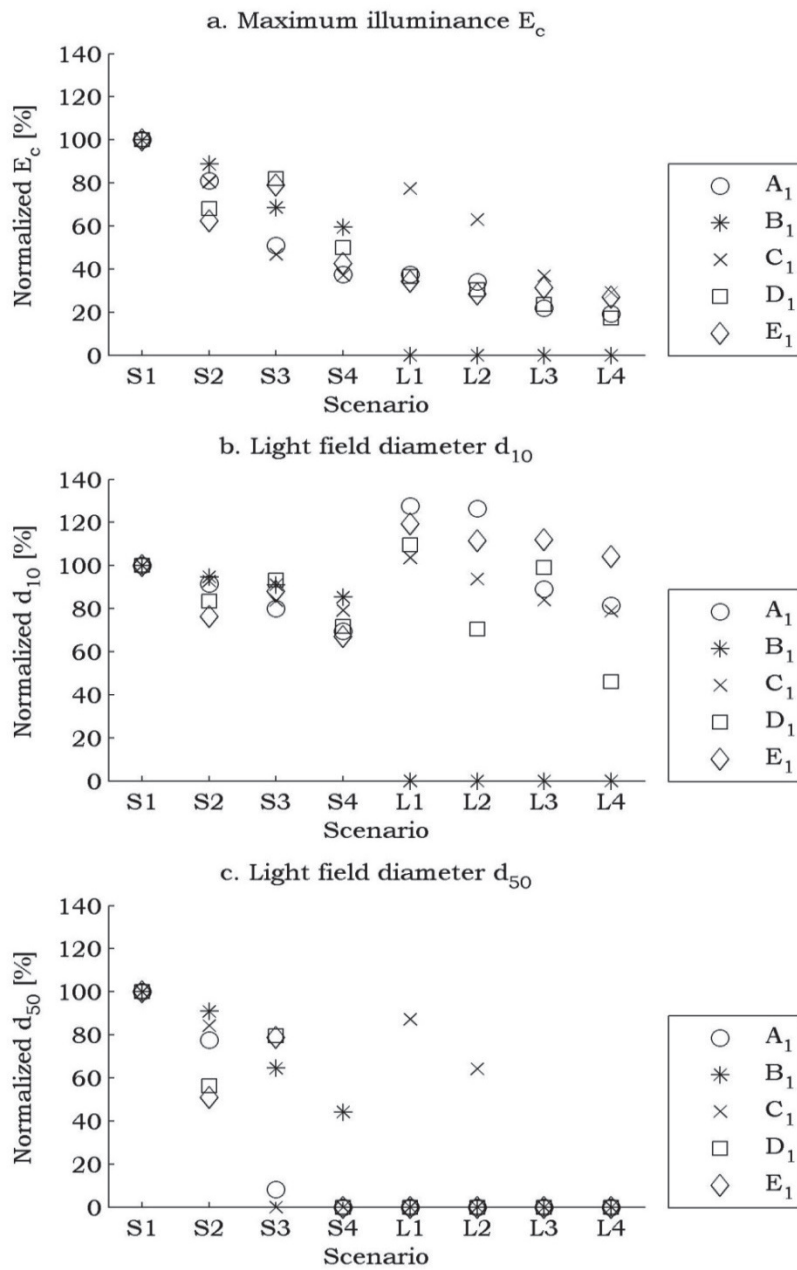 a. Maximum illuminance E_c
Normalized E_c [%]
140
120
100
80
60
40
20
0
S1 S2 S3 S4 L1 L2 L3 L4
Scenario
A_1
B_1
C_1
D_1
E_1
b. Light field diameter d_10
Normalized d_10 [%]
140
120
100
80
60
40
20
0
S1 S2 S3 S4 L1 L2 L3 L4
Scenario
A_1
B_1
C_1
D_1
E_1
c. Light field diameter d_50
Normalized d_50 [%]
140
120
100
80
60
40
20
0
S1 S2 S3 S4 L1 L2 L3 L4
Scenario
A_1
B_1
C_1
D_1
E_1